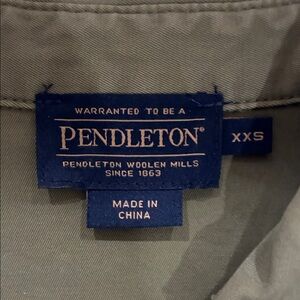 WARRANTED TO BE A
PENDLETON®
XXS
PENDLETON WOOLEN MILLS
SINCE 1863
MADE IN
CHINA